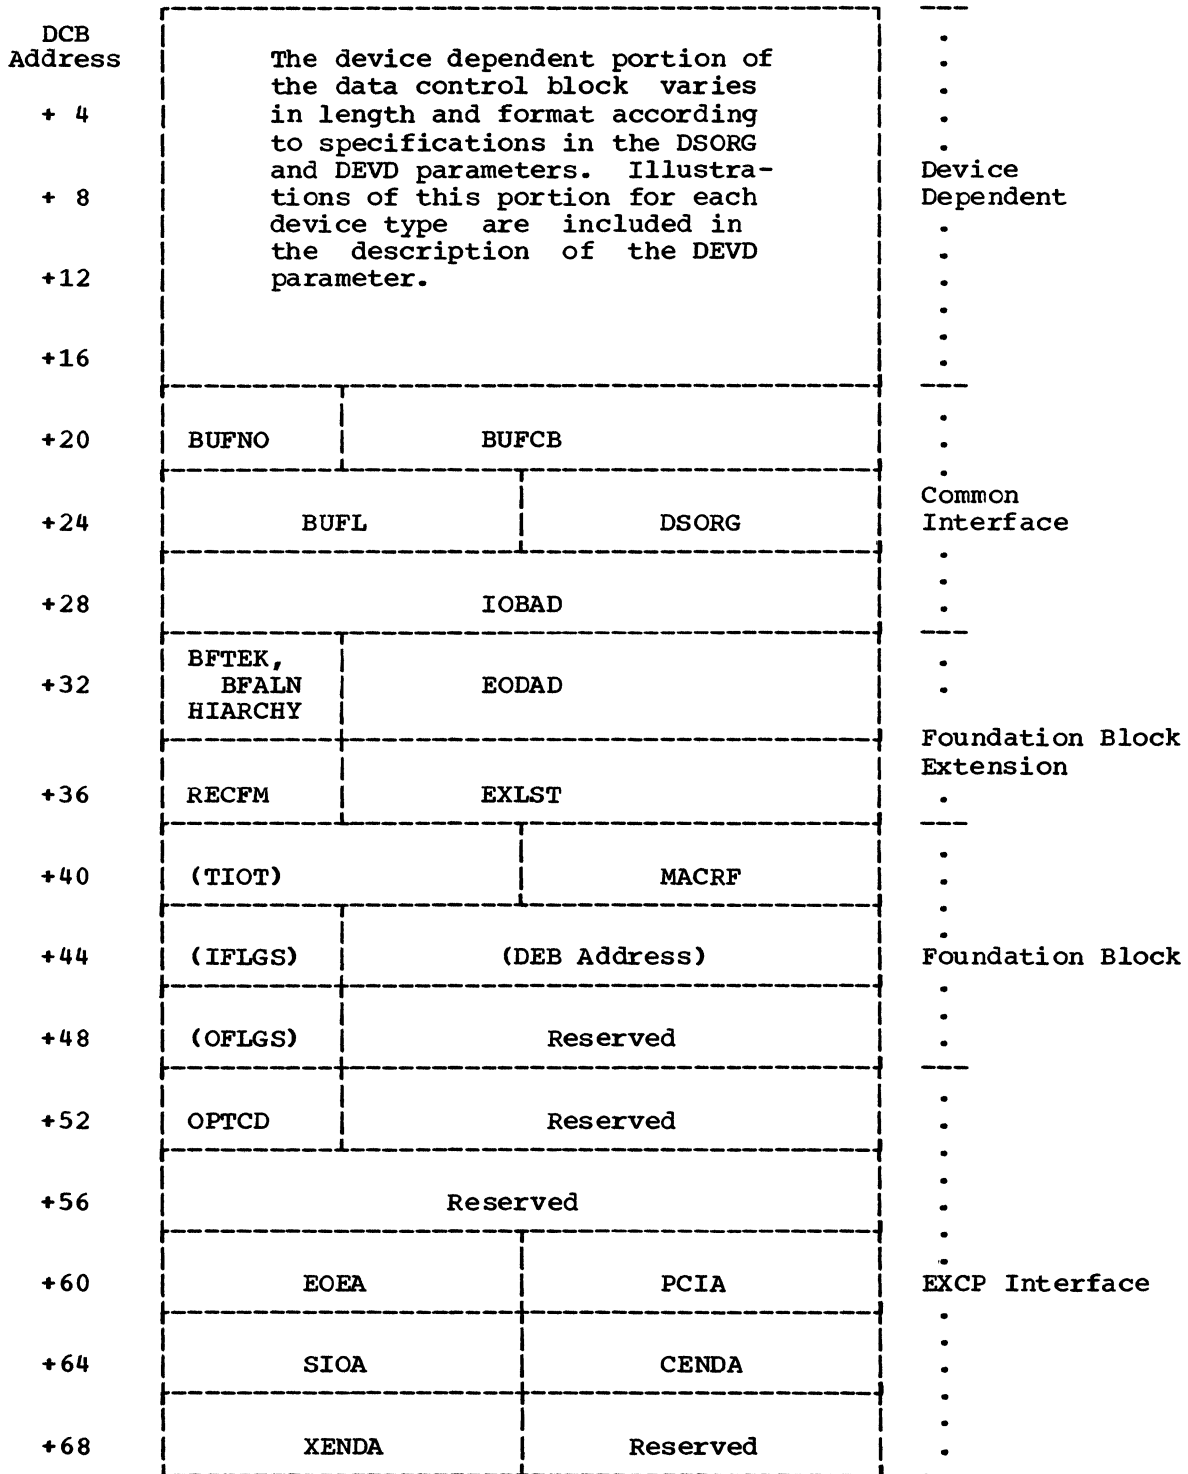 DCB
Address
The device dependent portion of
the data control block varies
+ 4 in length and format according
to specifications in the DSORG
and DEVD parameters. Illustra- Device
+ 8 tions of this portion for each Dependent
device type are included in
the description of the DEVD
+12 parameter.
+16
+20 BUFNO BUFCB
Common
+24 BUFL DSORG Interface
+28 IOBAD
BFTEK,
+32 BFALN EODAD
HIARCHY
Foundation Block
Extension
+36 RECFM EXLST
+40 (TIOT) MACRF
+44 (IFLGS) (DEB Address) Foundation Block
+48 (OFLGS) Reserved
+52 OPTCD Reserved
+56 Reserved
+60 EOEA PCIA EXCP Interface
+64 SIOA CENDA
+68 XENDA Reserved